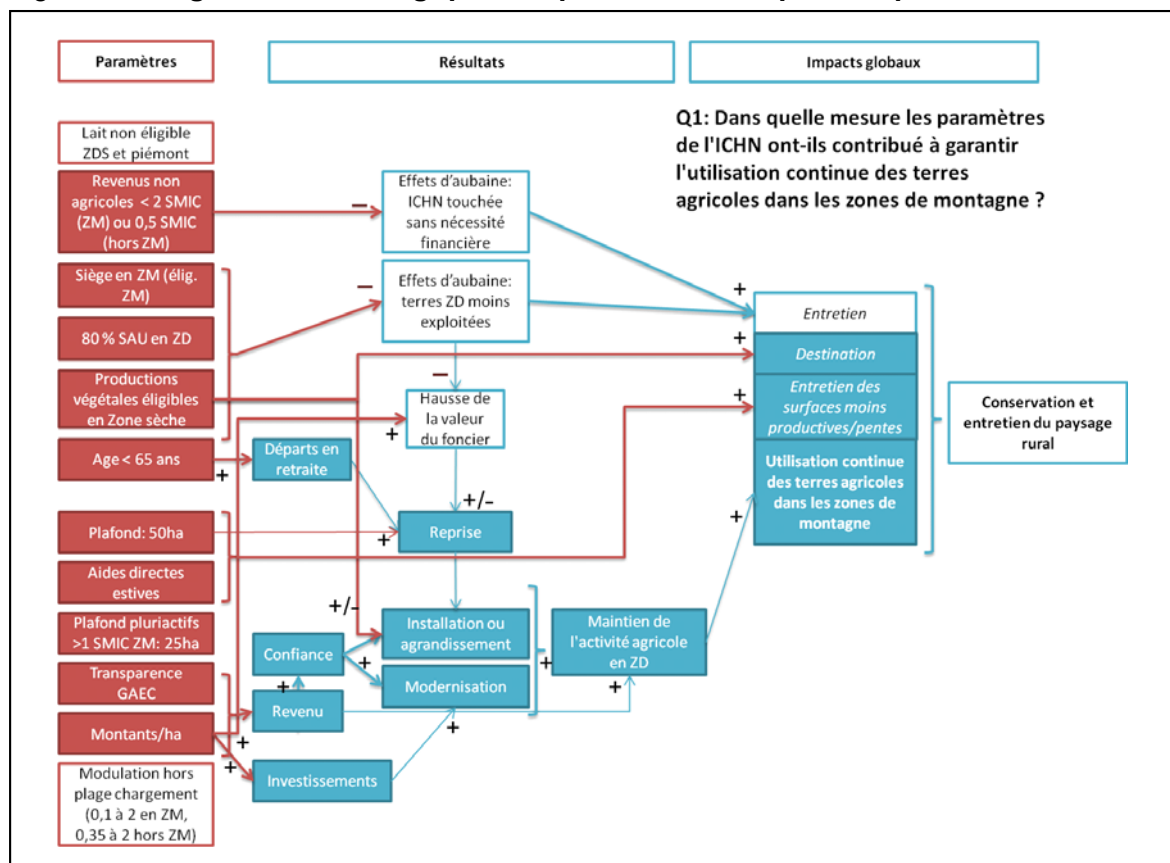 Paramètres
Résultats
Impacts globaux
Q1: Dans quelle mesure les paramètres
de l'ICHN ont-ils contribué à garantir
l'utilisation continue des terres
agricoles dans les zones de montagne ?
Lait non éligible
ZDS et piémont
Revenus non
agricoles < 2 SMIC
(ZM) ou 0,5 SMIC
(hors ZM)
Siège en ZM (élig.
ZM)
80 % SAU en ZD
Productions
végétales éligibles
en Zone sèche
Age < 65 ans
Plafond: 50ha
Aides directes
estives
Plafond pluriactifs
>1 SMIC ZM: 25ha
Transparence
GAEC
Montants/ha
Modulation hors
plage chargement
(0,1 à 2 en ZM,
0,35 à 2 hors ZM)
Effets d'aubaine:
ICHN touchée
sans nécessité
financière
Effets d'aubaine:
terres ZD moins
exploitées
Hausse de
la valeur
du foncier
Départs en
retraite
Reprise
Installation ou
agrandissement
Confiance
Modernisation
Revenu
Investissements
Maintien de
l'activité agricole
en ZD
Entretien
Destination
Entretien des
surfaces moins
productives/pentes
Utilisation continue
des terres agricoles
dans les zones de
montagne
Conservation et
entretien du paysage
rural
−
−
−
+
+
+/-
+
+/-
+
+
+
+
+
+
+
+
+
+
+
+